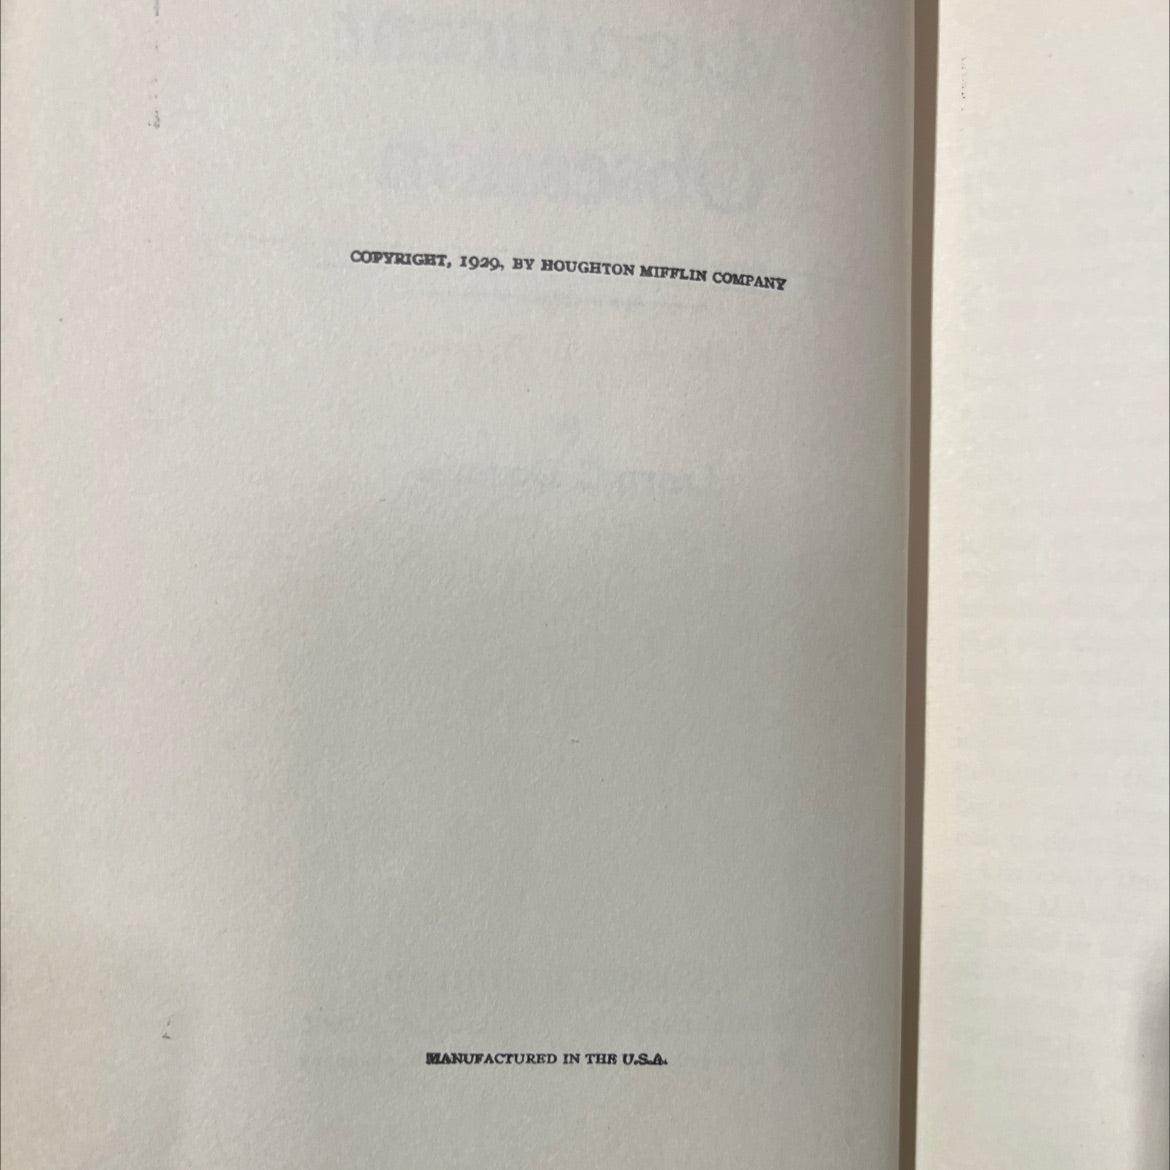 COPYRIGHT, 1929, BY HOUGHTON MIFFLIN COMPANY
MANUFACTURED IN THE U.S.A.